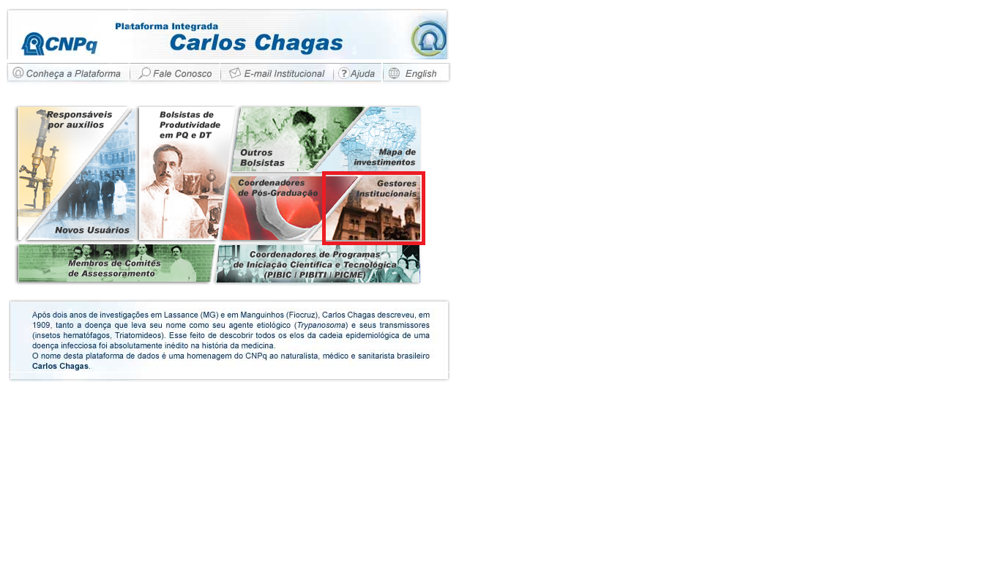 CNPq
Plataforma Integrada
Carlos Chagas
Conheça a Plataforma
Fale Conosco
E-mail Institucional
? Ajuda
English
Responsáveis
por auxílios
Novos Usuários
Bolsistas de
Produtividade
em PQ e DT
Outros
Bolsistas
Mapa de
investimentos
Coordenadores
de Pós-Graduação
Gestores
Institucionais
Membros de Comitês
de Assessoramento
Coordenadores de Programas
de Iniciação Científica e Tecnológica
(PIBIC | PIBITI | PICME)
Após dois anos de investigações em Lassance (MG) e em Manguinhos (Fiocruz), Carlos Chagas descreveu, em
1909, tanto a doença que leva seu nome como seu agente etiológico (Trypanosoma) e seus transmissores
(insetos hematófagos, Triatomideos). Esse feito de descobrir todos os elos da cadeia epidemiológica de uma
doença infecciosa foi absolutamente inédito na história da medicina.
O nome desta plataforma de dados é uma homenagem do CNPq ao naturalista, médico e sanitarista brasileiro
Carlos Chagas.